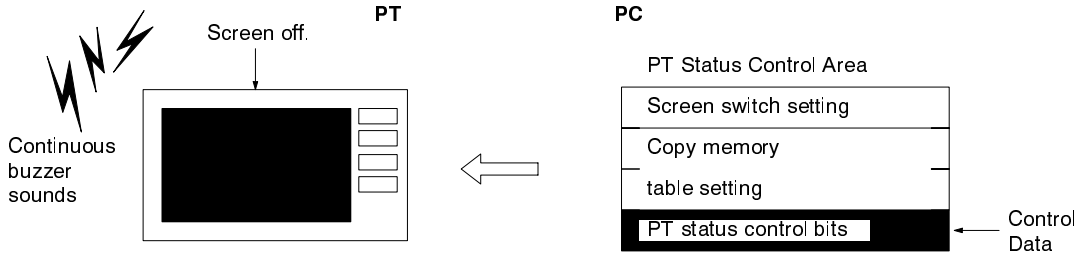 PT
PC
Screen off.
PT Status Control Area
Screen switch setting
Continuous
buzzer
sounds
Copy memory
table setting
PT status control bits
Control
Data